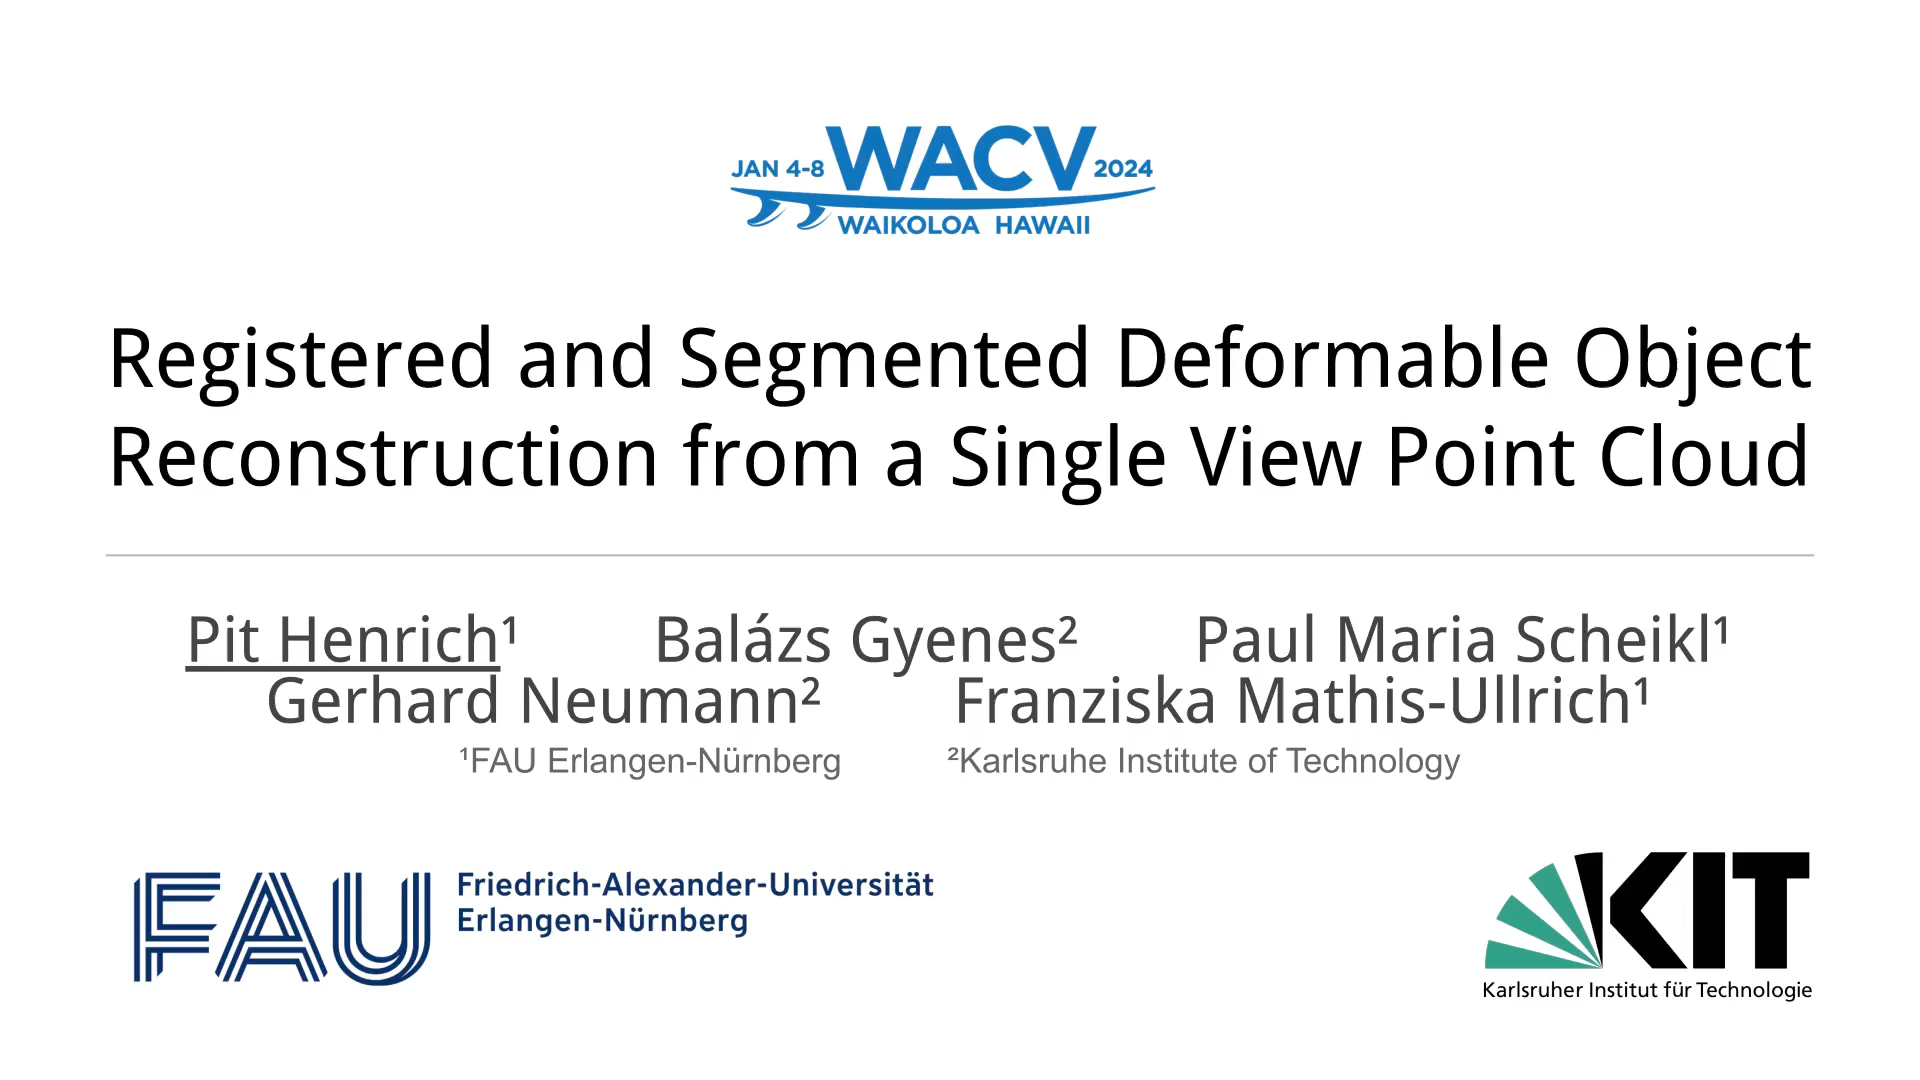 JAN 4-8 WACV 2024
WAIKOLOA HAWAII
Registered and Segmented Deformable Object
Reconstruction from a Single View Point Cloud
Pit Henrich¹ Balázs Gyenes² Paul Maria Scheikl¹
Gerhard Neumann² Franziska Mathis-Ullrich¹
¹FAU Erlangen-Nürnberg ²Karlsruhe Institute of Technology
FAU
Friedrich-Alexander-Universität
Erlangen-Nürnberg
KIT
Karlsruher Institut für Technologie